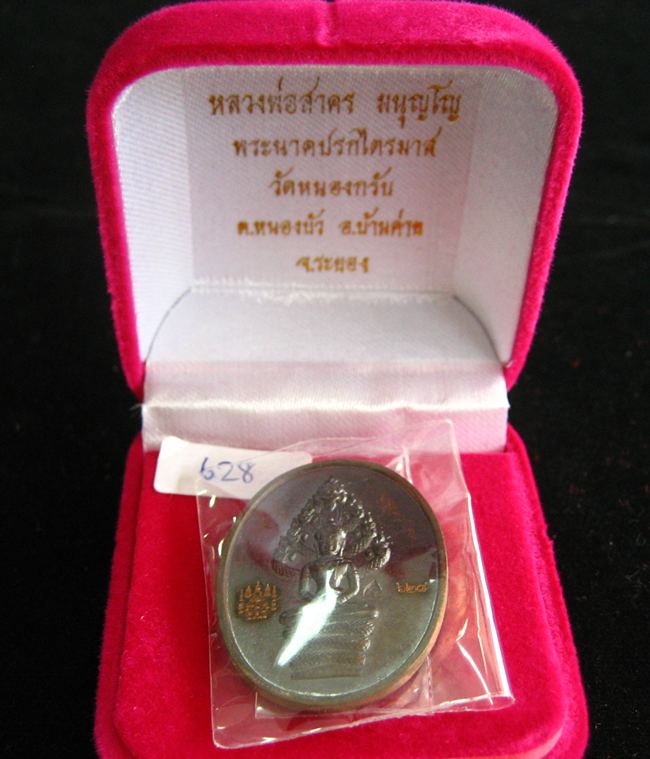 หลวงพ่อสาคร มนุญโญ
พระนาคปรกไตรมาส
วัดหนองกรับ
ต.หนองบัว อ.บ้านค่าย
จ.ระยอง
628